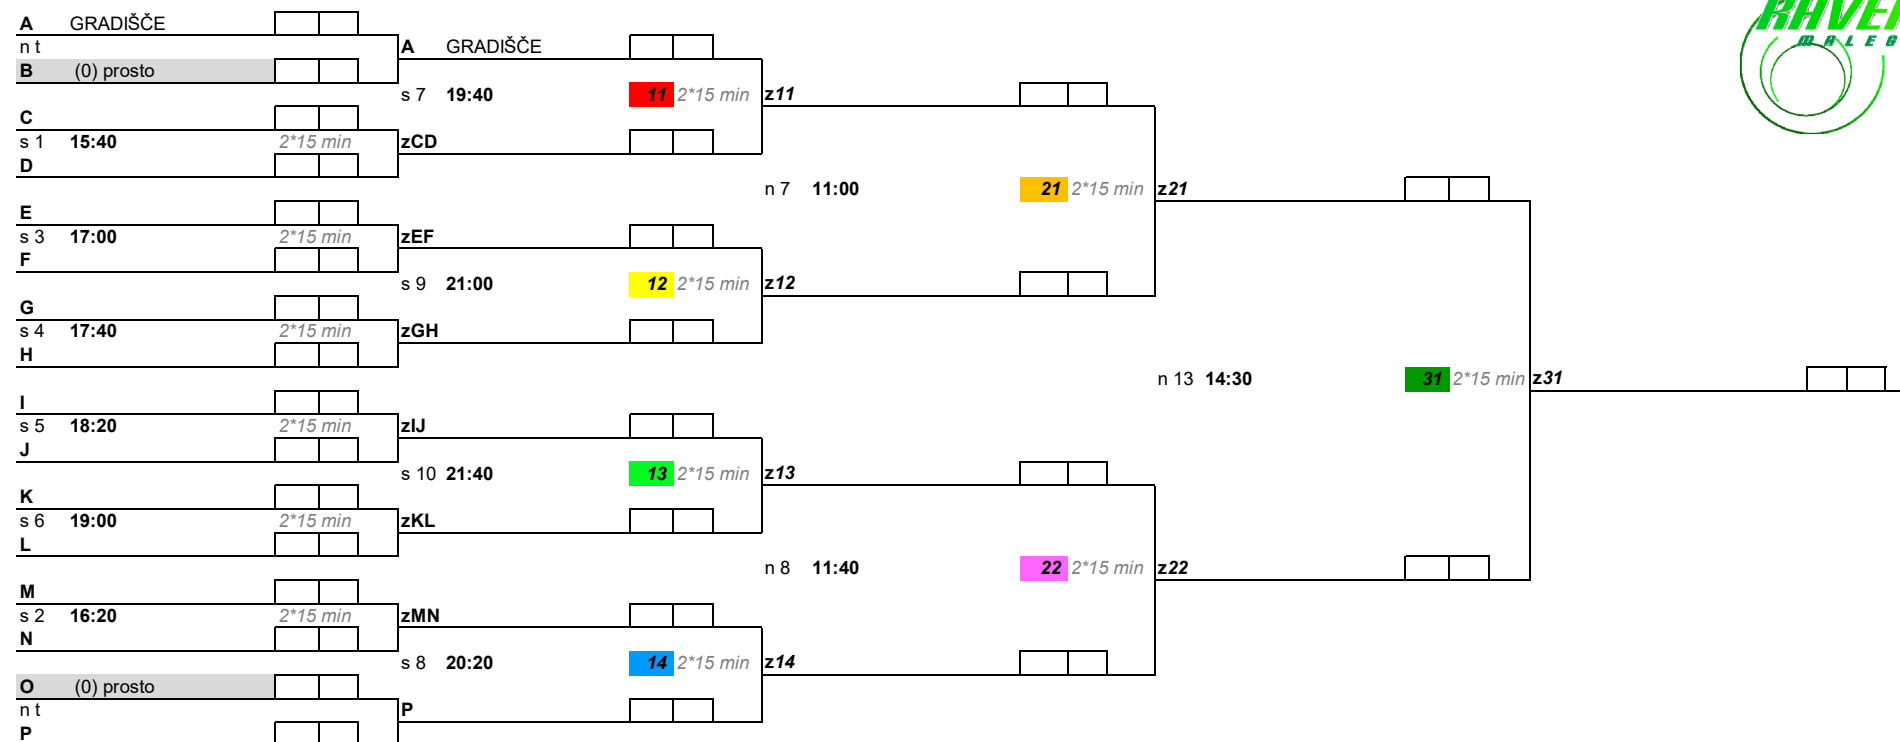 A GRADIŠČE
n t
B (0) prosto
A GRADIŠČE
s 7 19:40 11 2*15 min z11
C
s 1 15:40 2*15 min zCD
D
n 7 11:00 21 2*15 min z21
E
s 3 17:00 2*15 min zEF
F
s 9 21:00 12 2*15 min z12
G
s 4 17:40 2*15 min zGH
H
n 13 14:30 31 2*15 min z31
I
s 5 18:20 2*15 min zIJ
J
s 10 21:40 13 2*15 min z13
K
s 6 19:00 2*15 min zKL
L
n 8 11:40 22 2*15 min z22
M
s 2 16:20 2*15 min zMN
N
s 8 20:20 14 2*15 min z14
O (0) prosto
n t
P
P